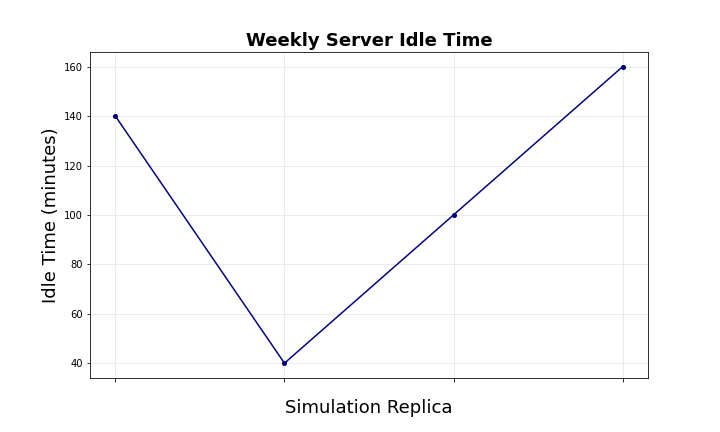 Weekly Server Idle Time
Idle Time (minutes)
160
140
120
100
80
60
40
Simulation Replica